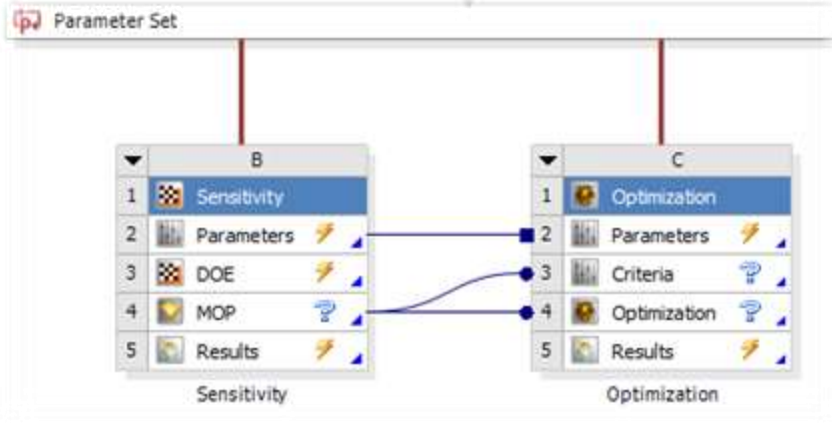 Parameter Set
B
1 Sensitivity
2 Parameters
3 DOE
4 MOP
5 Results
Sensitivity
C
1 Optimization
2 Parameters
3 Criteria
4 Optimization
5 Results
Optimization